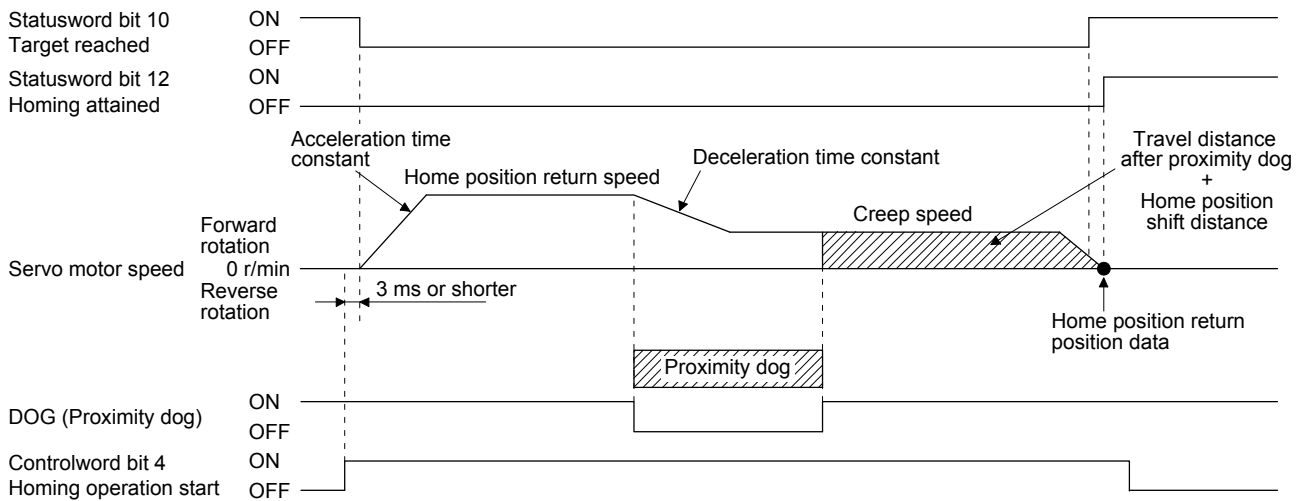 Statusword bit 10
Target reached
ON
OFF
Statusword bit 12
Homing attained
ON
OFF
Acceleration time
constant
Home position return speed
Deceleration time constant
Creep speed
Travel distance
after proximity dog
+
Home position
shift distance
Servo motor speed
Forward
rotation
0 r/min
Reverse
rotation
3 ms or shorter
Home position return
position data
Proximity dog
DOG (Proximity dog)
ON
OFF
Controlword bit 4
Homing operation start
ON
OFF